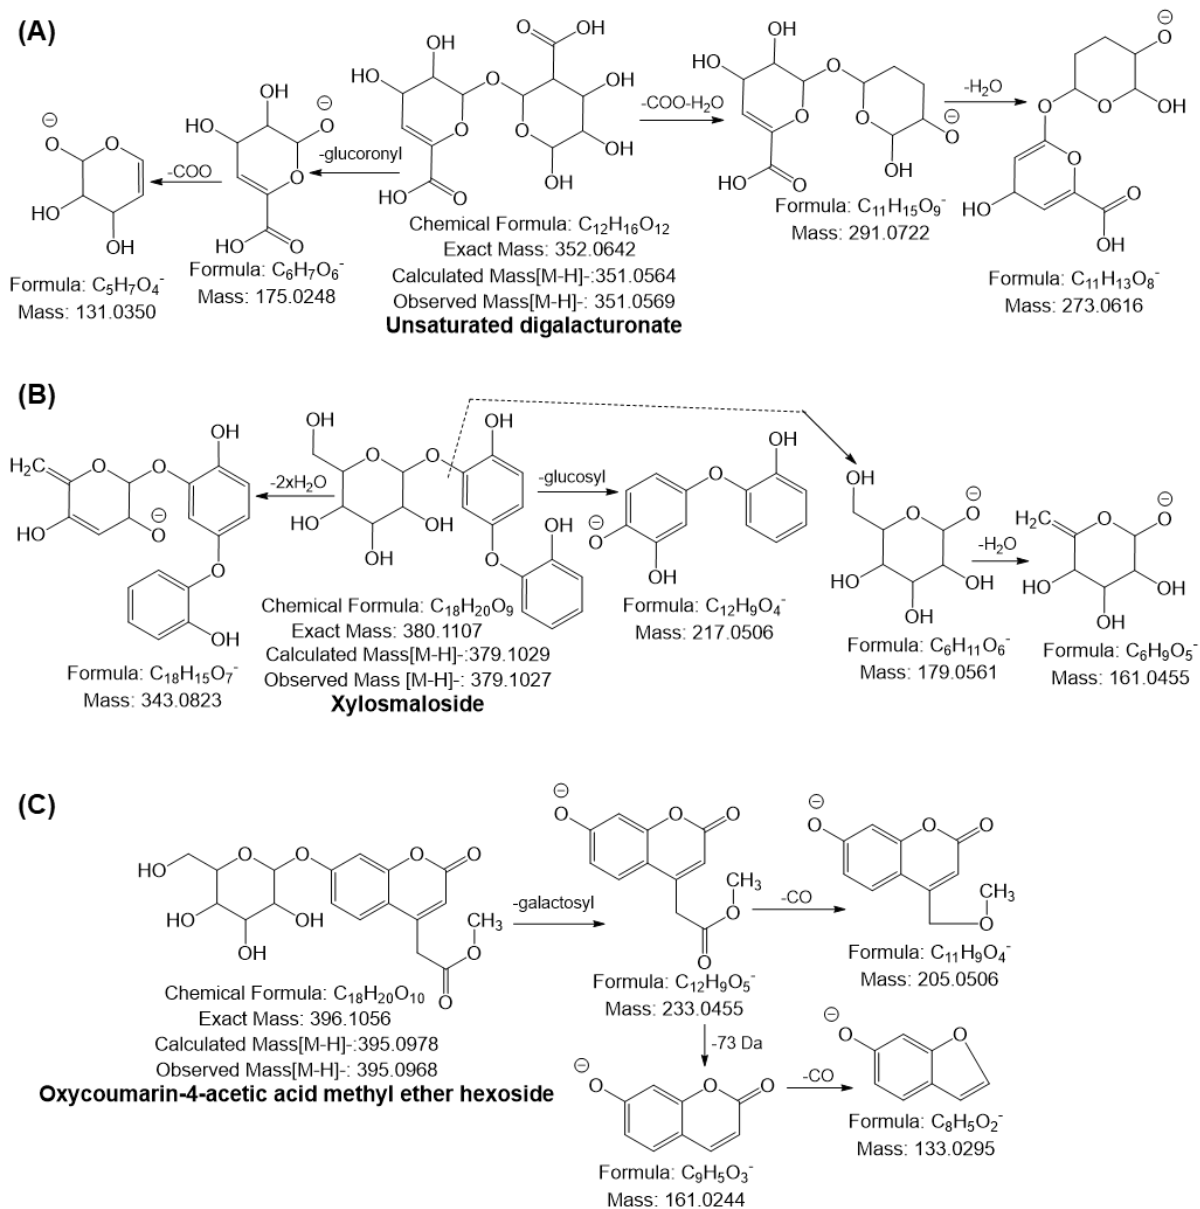 (A)
-COO-H₂O
-H₂O
-glucoronyl
-COO
Formula: C₅H₇O₄⁻
Mass: 131.0350
Formula: C₆H₇O₆⁻
Mass: 175.0248
Chemical Formula: C₁₂H₁₆O₁₂
Exact Mass: 352.0642
Calculated Mass[M-H]-:351.0564
Observed Mass[M-H]-: 351.0569
Unsaturated digalacturonate
Formula: C₁₁H₁₅O₉⁻
Mass: 291.0722
Formula: C₁₁H₁₃O₈⁻
Mass: 273.0616
(B)
-2xH₂O
-glucosyl
-H₂O
Formula: C₁₈H₁₅O₇⁻
Mass: 343.0823
Chemical Formula: C₁₈H₂₀O₉
Exact Mass: 380.1107
Calculated Mass[M-H]-:379.1029
Observed Mass [M-H]-: 379.1027
Xylosmaloside
Formula: C₁₂H₉O₄⁻
Mass: 217.0506
Formula: C₆H₁₁O₆⁻
Mass: 179.0561
Formula: C₆H₉O₅⁻
Mass: 161.0455
(C)
-galactosyl
-CO
Chemical Formula: C₁₈H₂₀O₁₀
Exact Mass: 396.1056
Calculated Mass[M-H]-:395.0978
Observed Mass[M-H]-: 395.0968
Oxycoumarin-4-acetic acid methyl ether hexoside
Formula: C₁₂H₉O₅⁻
Mass: 233.0455
Formula: C₁₁H₉O₄⁻
Mass: 205.0506
-73 Da
-CO
Formula: C₉H₅O₃⁻
Mass: 161.0244
Formula: C₈H₅O₂⁻
Mass: 133.0295